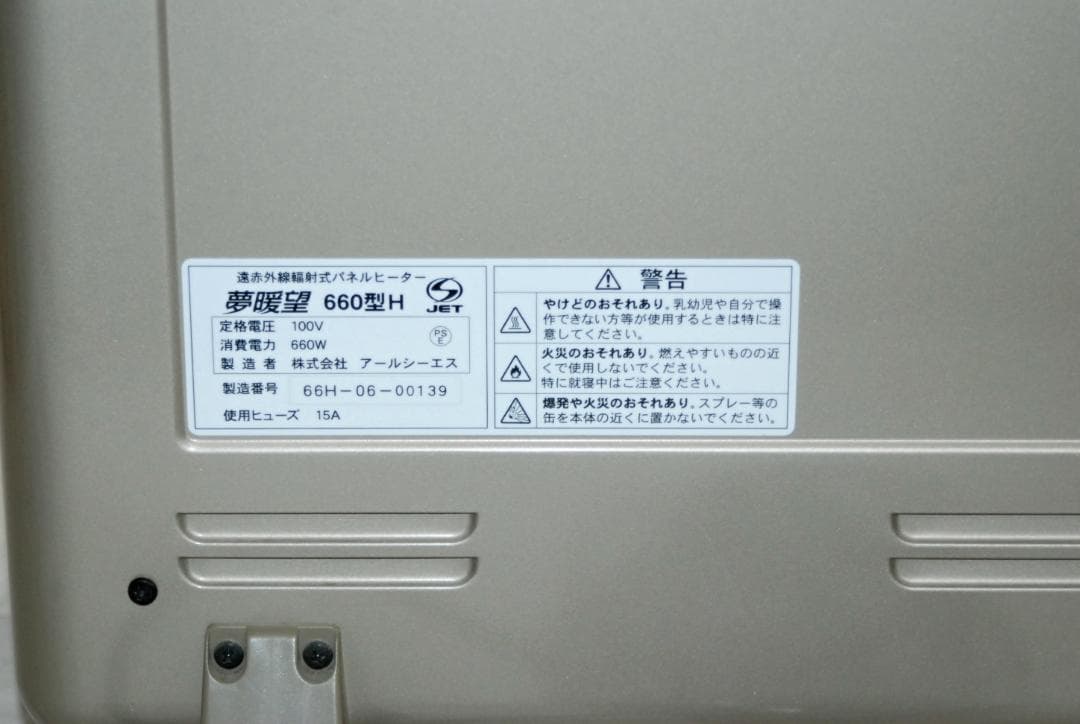 遠赤外線輻射式パネルヒーター
夢暖望 660型H
JET
定格電圧 100V
消費電力 660W
PS
E
製造者 株式会社 アールシーエス
製造番号 66H-06-00139
使用ヒューズ 15A
警告
やけどのおそれあり。乳幼児や自分で操
作できない方等が使用するときは特に注
意してください。
火災のおそれあり。燃えやすいものの近
くで使用しないでください。
特に就寝中はご注意ください。
爆発や火災のおそれあり。スプレー等の
缶を本体の近くに置かないでください。